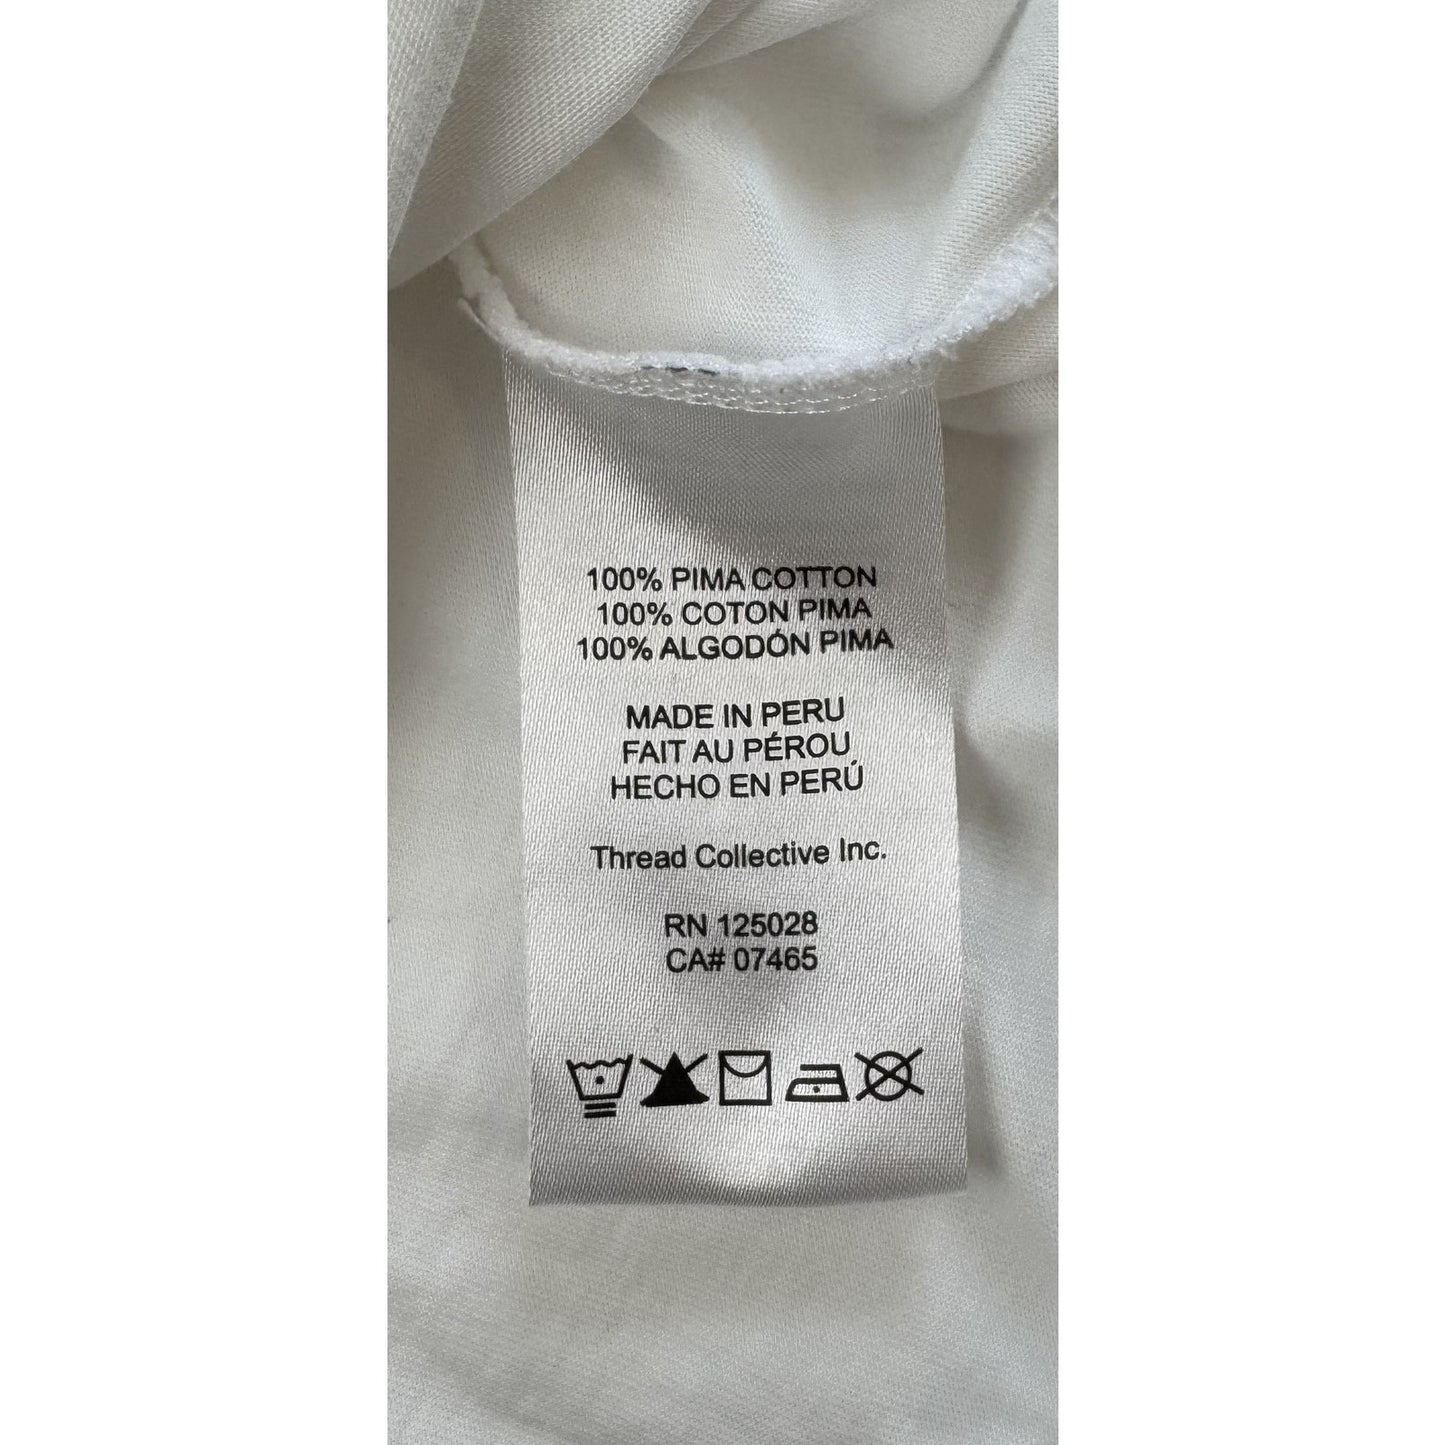 100% PIMA COTTON
100% COTON PIMA
100% ALGODÓN PIMA
MADE IN PERU
FAIT AU PÉROU
HECHO EN PERÚ
Thread Collective Inc.
RN 125028
CA# 07465